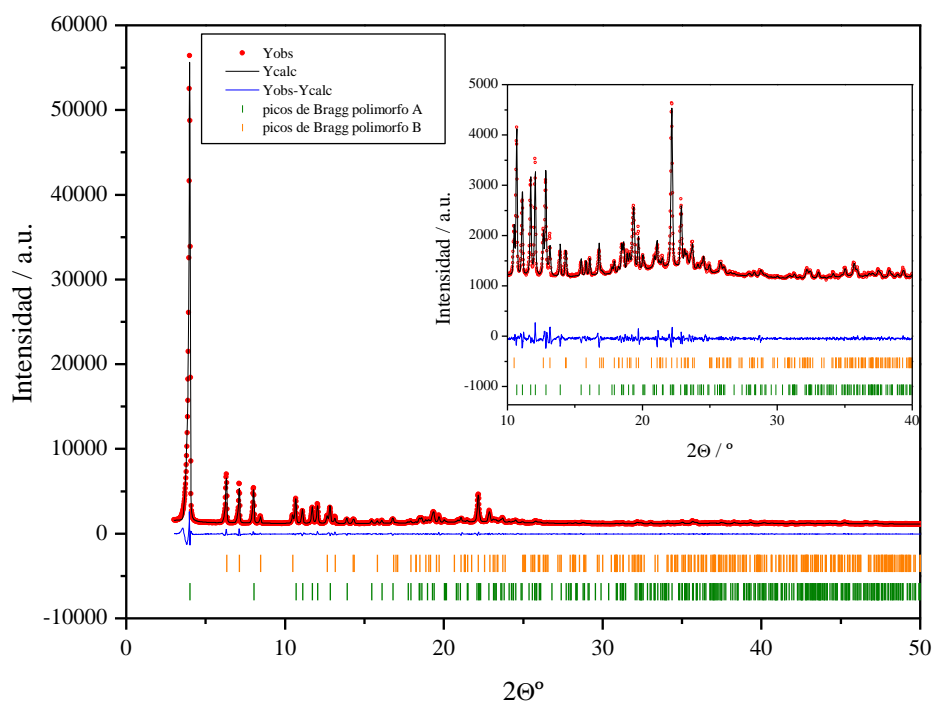 60000
50000
40000
30000
20000
10000
0
-10000
Intensidad / a.u.
0
10
20
30
40
50
2Θº
Yobs
Ycalc
Yobs-Ycalc
picos de Bragg polimorfo A
picos de Bragg polimorfo B
5000
4000
3000
2000
1000
0
-1000
Intensidad / a.u.
10
20
30
40
2Θ / º